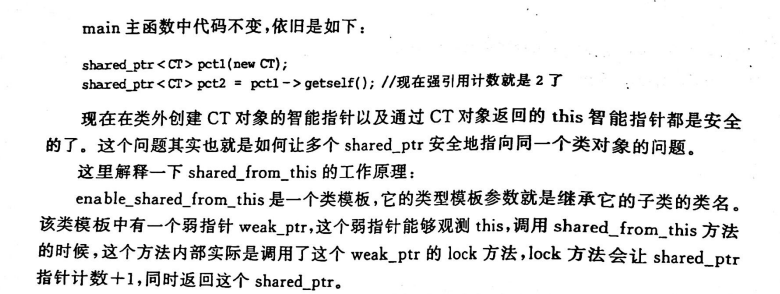 main 主函数中代码不变,依旧是如下:
shared_ptr<CT> pct1(new CT);
shared_ptr<CT> pct2 = pct1->getself(); //现在强引用计数就是 2 了
现在在类外创建 CT 对象的智能指针以及通过 CT 对象返回的 this 智能指针都是安全
的了。这个问题其实也就是如何让多个 shared_ptr 安全地指向同一个类对象的问题。
这里解释一下 shared_from_this 的工作原理:
enable_shared_from_this 是一个类模板,它的类型模板参数就是继承它的子类的类名。
该类模板中有一个弱指针 weak_ptr,这个弱指针能够观测 this,调用 shared_from_this 方法
的时候,这个方法内部实际是调用了这个 weak_ptr 的 lock 方法,lock 方法会让 shared_ptr
指针计数+1,同时返回这个 shared_ptr。